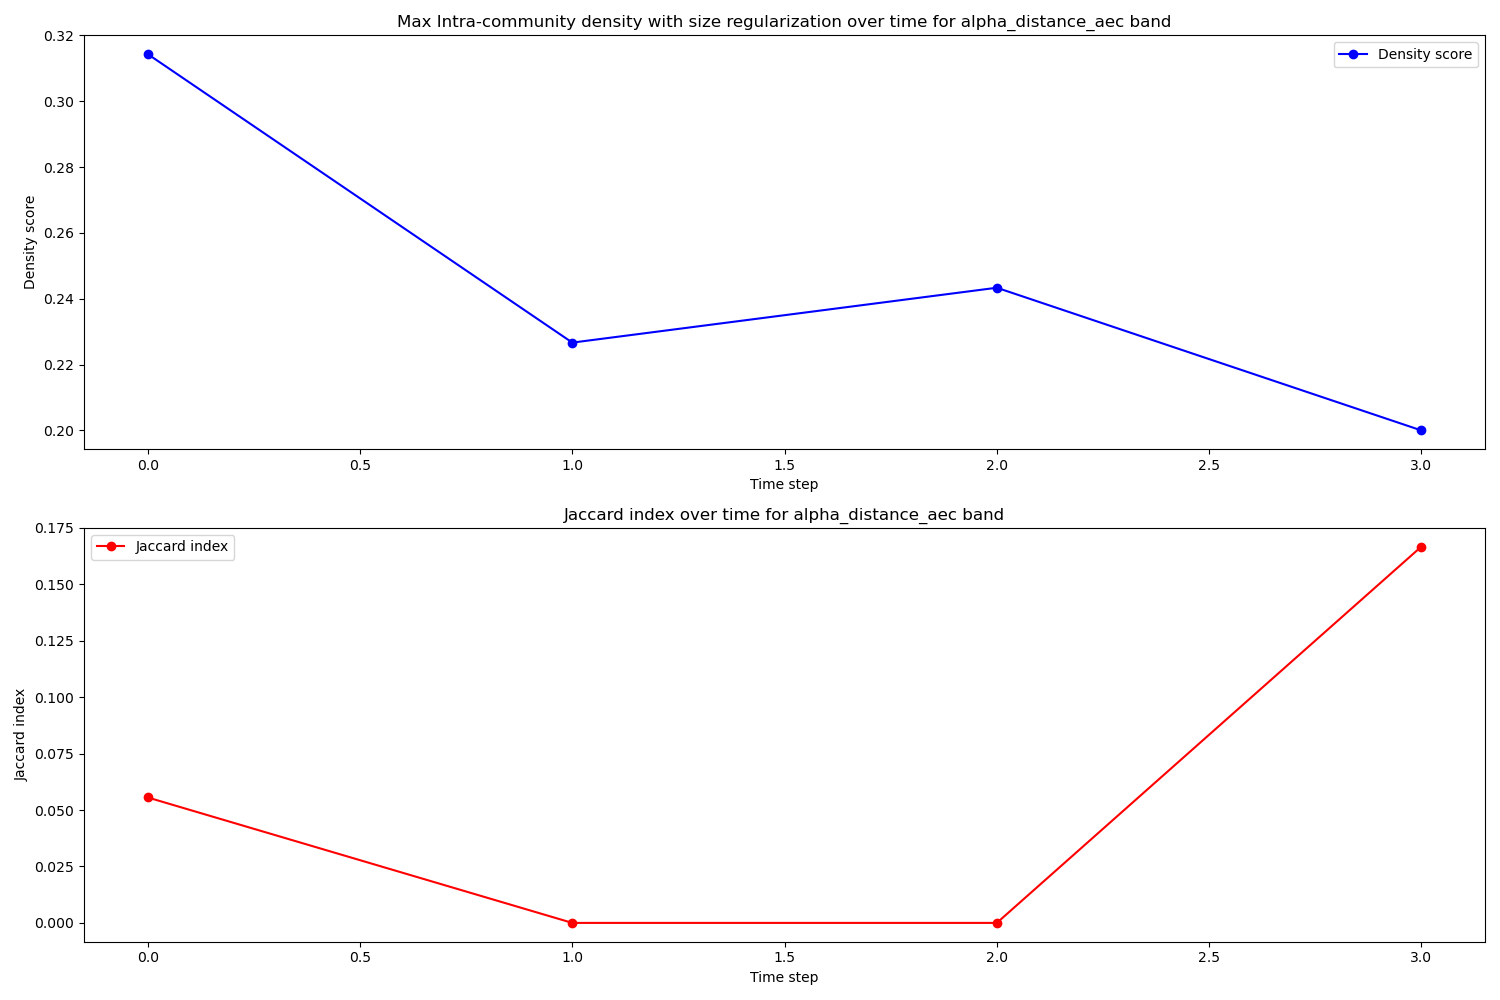 Max Intra-community density with size regularization over time for alpha_distance_aec band
0.32
0.30
0.28
0.26
0.24
0.22
0.20
Density score
Density score
0.0 0.5 1.0 1.5 2.0 2.5 3.0
Time step
Jaccard index over time for alpha_distance_aec band
0.175
0.150
0.125
0.100
0.075
0.050
0.025
0.000
Jaccard index
Jaccard index
0.0 0.5 1.0 1.5 2.0 2.5 3.0
Time step